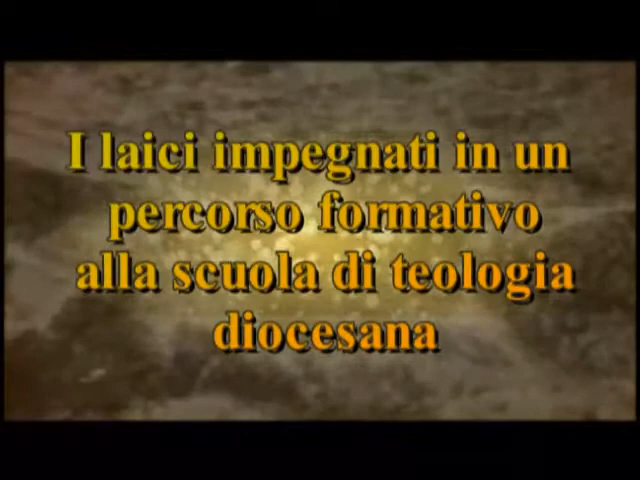 I laici impegnati in un
percorso formativo
alla scuola di teologia
diocesana